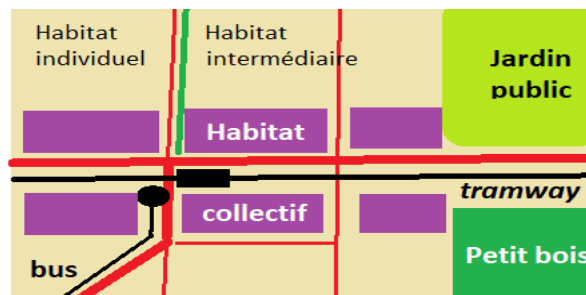 Habitat
individuel
Habitat
intermédiaire
Jardin
public
Habitat
collectif
tramway
bus
Petit bois